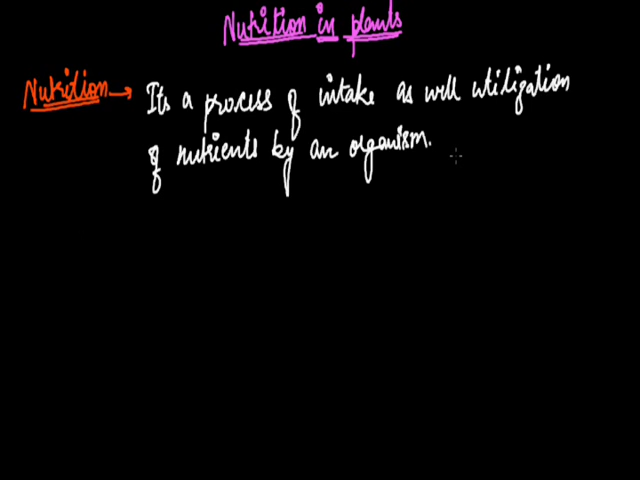 Nutrition in plants
Nutrition → Its a process of intake as well utilization
of nutrients by an organism.